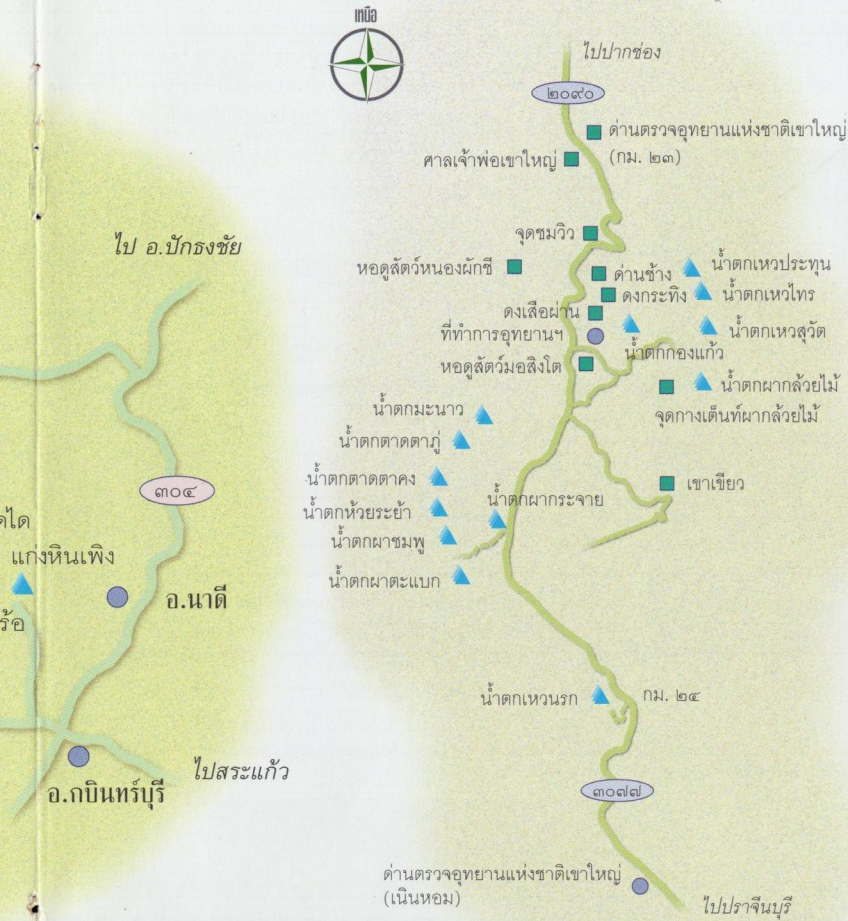 เหนือ
ไปปากช่อง
๒๐๙๐
ด่านตรวจอุทยานแห่งชาติเขาใหญ่
(กม. ๒๓)
ศาลเจ้าพ่อเขาใหญ่
จุดชมวิว
หอดูสัตว์หนองผักชี
ด่านช้าง
น้ำตกเหวประทุน
ดงกระทิง
น้ำตกเหวไทร
ดงเสือผ่าน
ที่ทำการอุทยานฯ
น้ำตกเหวสุวัต
น้ำตกกองแก้ว
หอดูสัตว์มอสิงโต
น้ำตกผากล้วยไม้
จุดกางเต็นท์ผากล้วยไม้
น้ำตกมะนาว
น้ำตกตาดตาภู่
น้ำตกตาดตาคง
เขาเขียว
น้ำตกผากระจาย
น้ำตกห้วยระย้า
น้ำตกผาชมพู
น้ำตกผาตะแบก
น้ำตกเหวนรก
กม. ๒๔
๓๐๗๗
ด่านตรวจอุทยานแห่งชาติเขาใหญ่
(เนินหอม)
ไปปราจีนบุรี
ไป อ.ปักธงชัย
๓๐๔
แก่งหินเพิง
อ.นาดี
ไปสระแก้ว
อ.กบินทร์บุรี